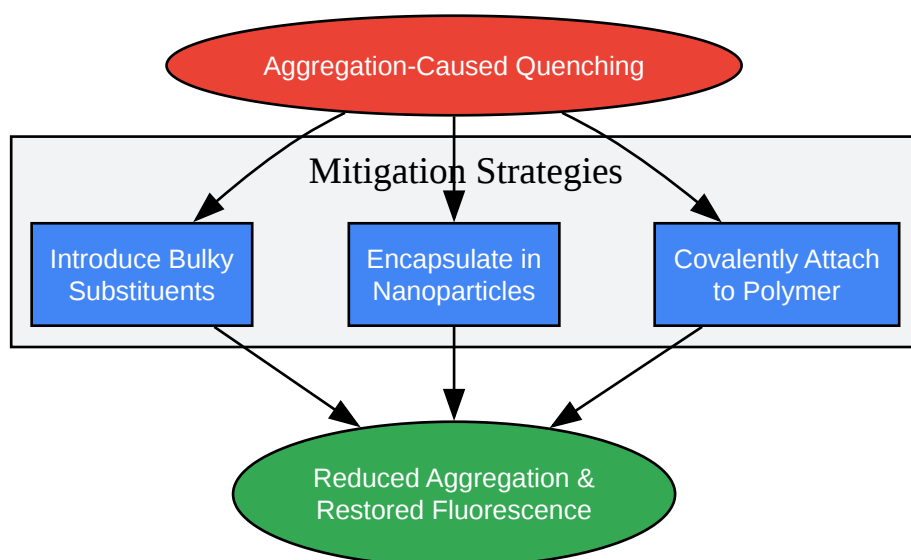 Aggregation-Caused Quenching
Mitigation Strategies
Introduce Bulky
Substituents
Encapsulate in
Nanoparticles
Covalently Attach
to Polymer
Reduced Aggregation &
Restored Fluorescence